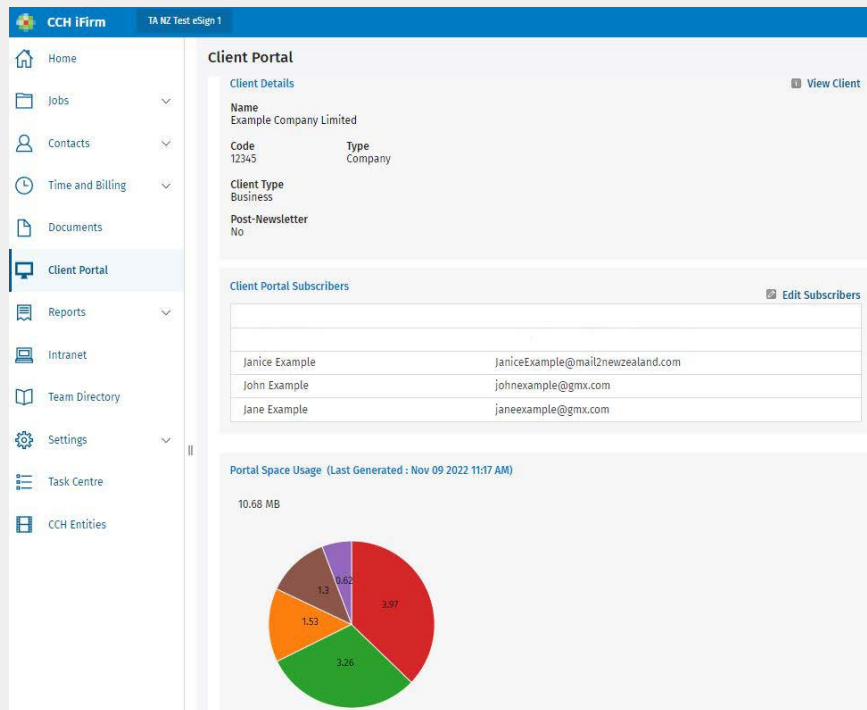 CCH iFirm
TA NZ Test eSign 1
Home
Jobs
Contacts
Time and Billing
Documents
Client Portal
Reports
Intranet
Team Directory
Settings
Task Centre
CCH Entities
Client Portal
Client Details
View Client
Name
Example Company Limited
Code Type
12345 Company
Client Type
Business
Post-Newsletter
No
Client Portal Subscribers
Edit Subscribers
Janice Example JaniceExample@mail2newzealand.com
John Example johnexample@gmx.com
Jane Example janeexample@gmx.com
Portal Space Usage (Last Generated : Nov 09 2022 11:17 AM)
10.68 MB
0.62
1.3
3.97
1.53
3.26